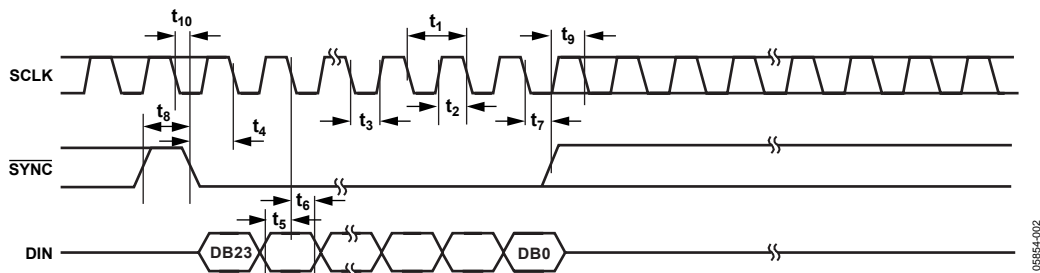 t10
t1
t9
SCLK
t8
t4
t3
t2
t7
SYNC
t6
t5
DIN
DB23
DB0
05854-002